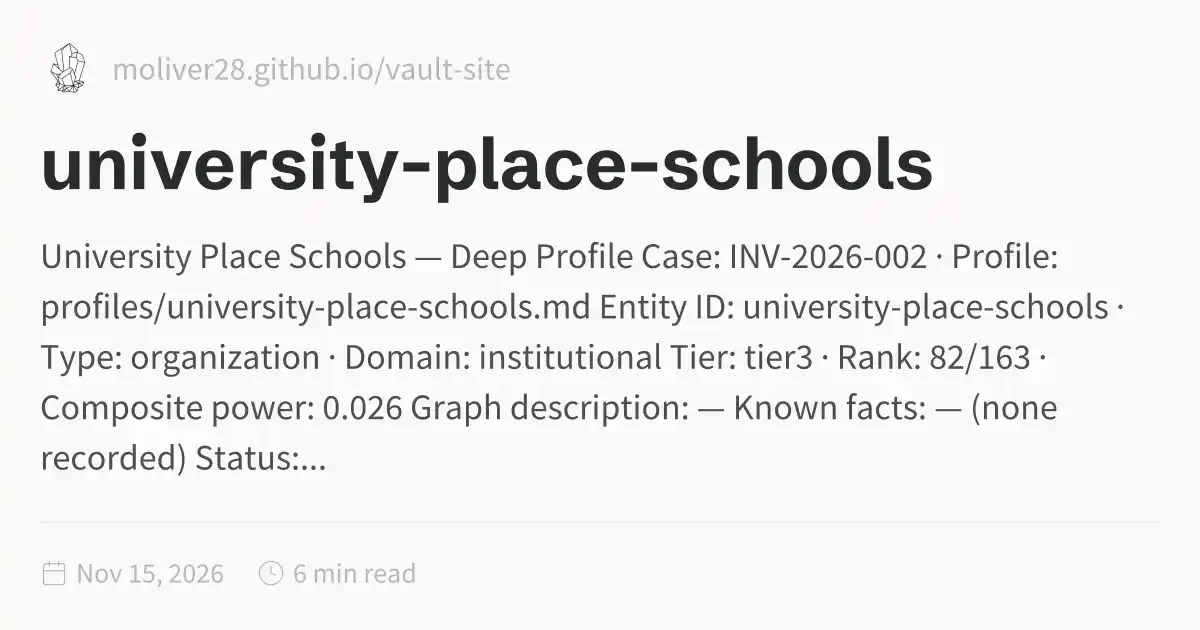 moliver28.github.io/vault-site
university-place-schools
University Place Schools — Deep Profile Case: INV-2026-002 · Profile:
profiles/university-place-schools.md Entity ID: university-place-schools ·
Type: organization · Domain: institutional Tier: tier3 · Rank: 82/163 ·
Composite power: 0.026 Graph description: — Known facts: — (none
recorded) Status:...
Nov 15, 2026 6 min read